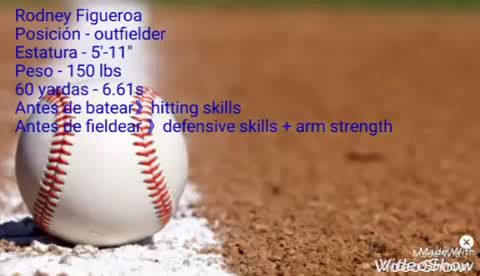 Rodney Figueroa
Posición - outfielder
Estatura - 5'-11"
Peso - 150 lbs
60 yardas - 6.61s
Antes de batear 》hitting skills
Antes de fieldear 》defensive skills + arm strength
Made With
VideoShow